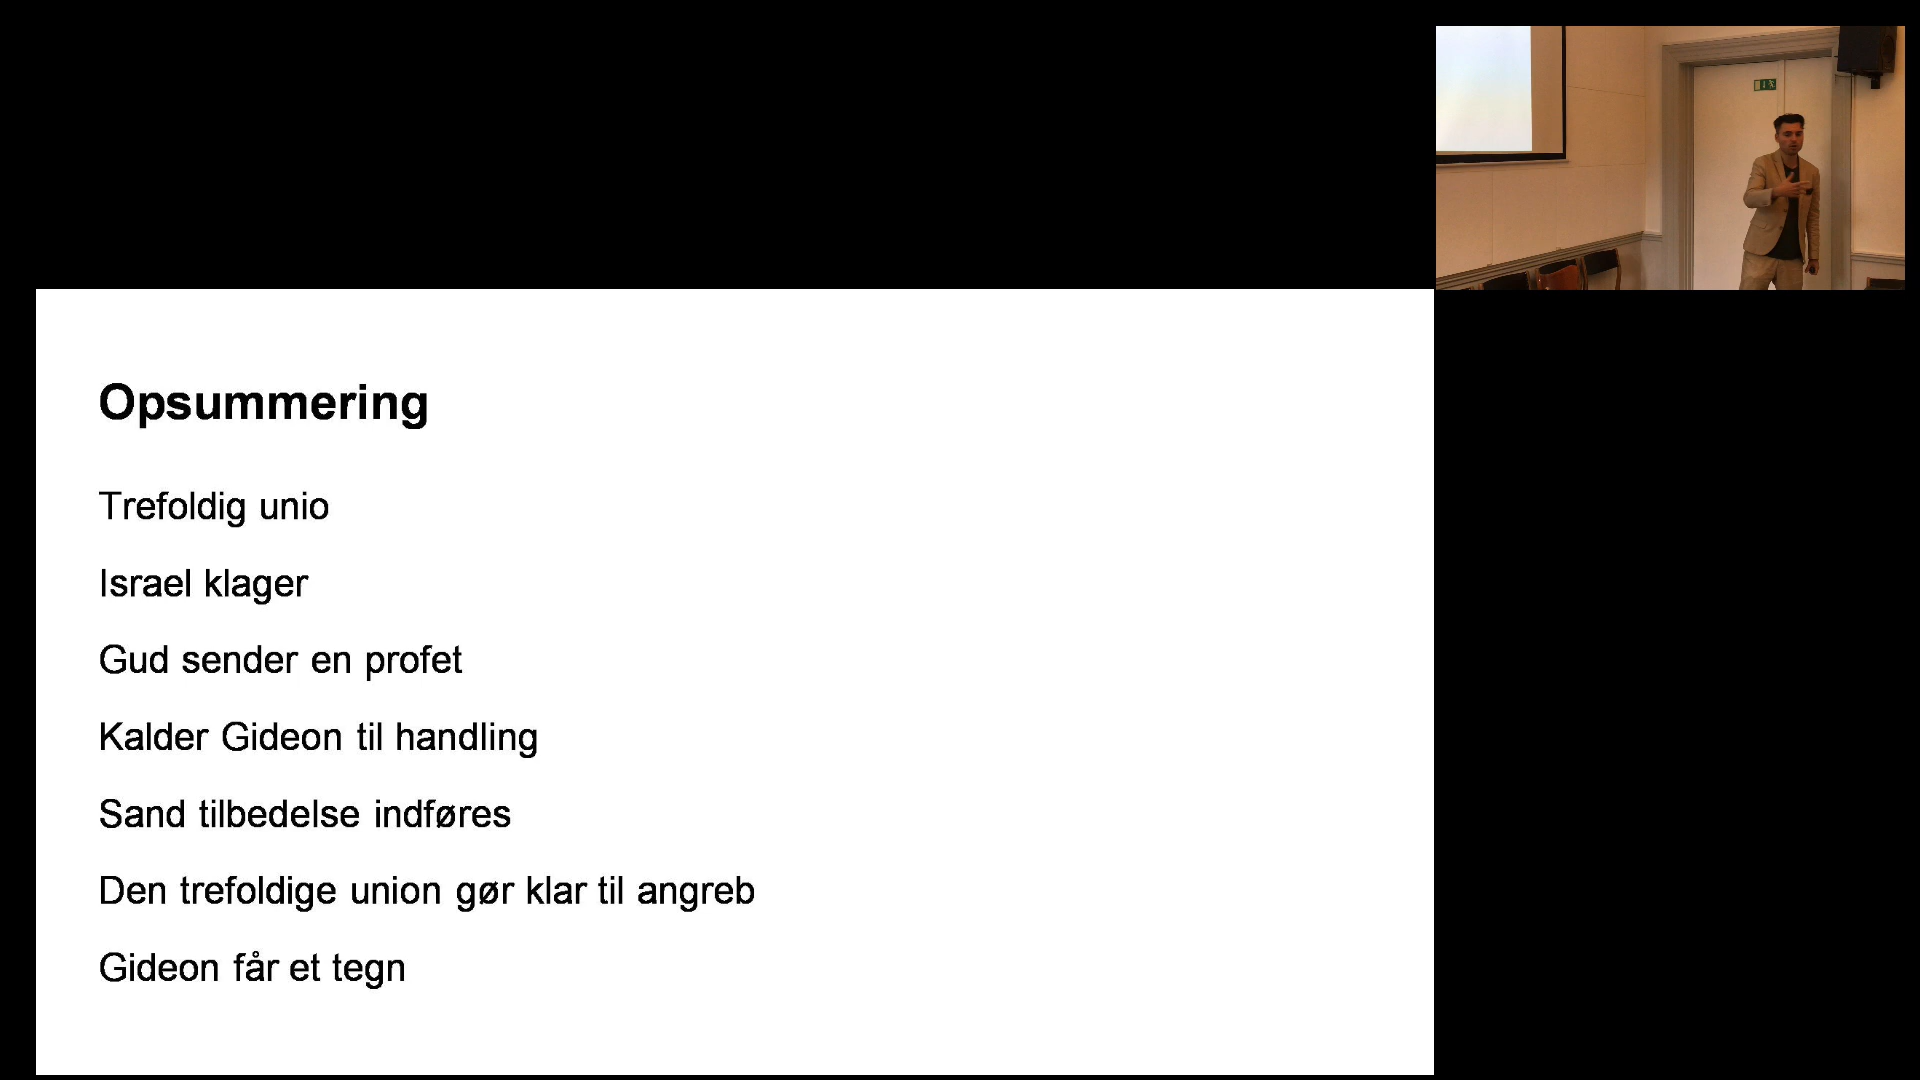 Opsummering
Trefoldig unio
Israel klager
Gud sender en profet
Kalder Gideon til handling
Sand tilbedelse indføres
Den trefoldige union gør klar til angreb
Gideon får et tegn